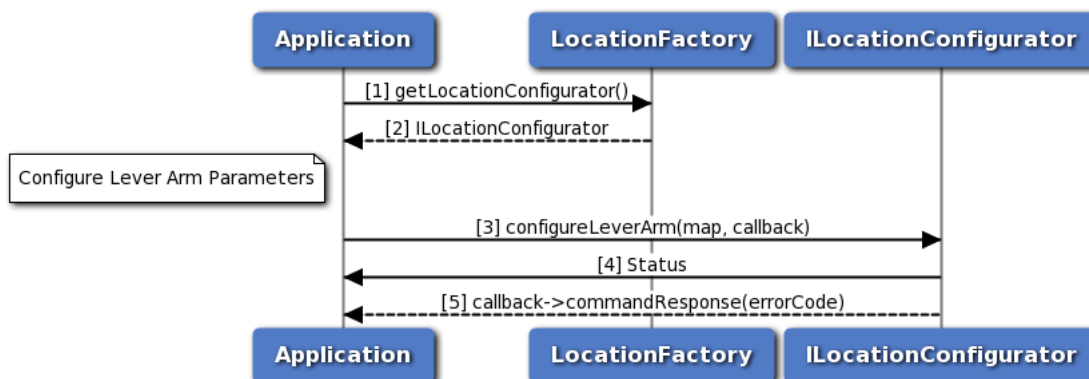 Application LocationFactory ILocationConfigurator
[1] getLocationConfigurator()
[2] ILocationConfigurator
Configure Lever Arm Parameters
[3] configureLeverArm(map, callback)
[4] Status
[5] callback->commandResponse(errorCode)
Application LocationFactory ILocationConfigurator